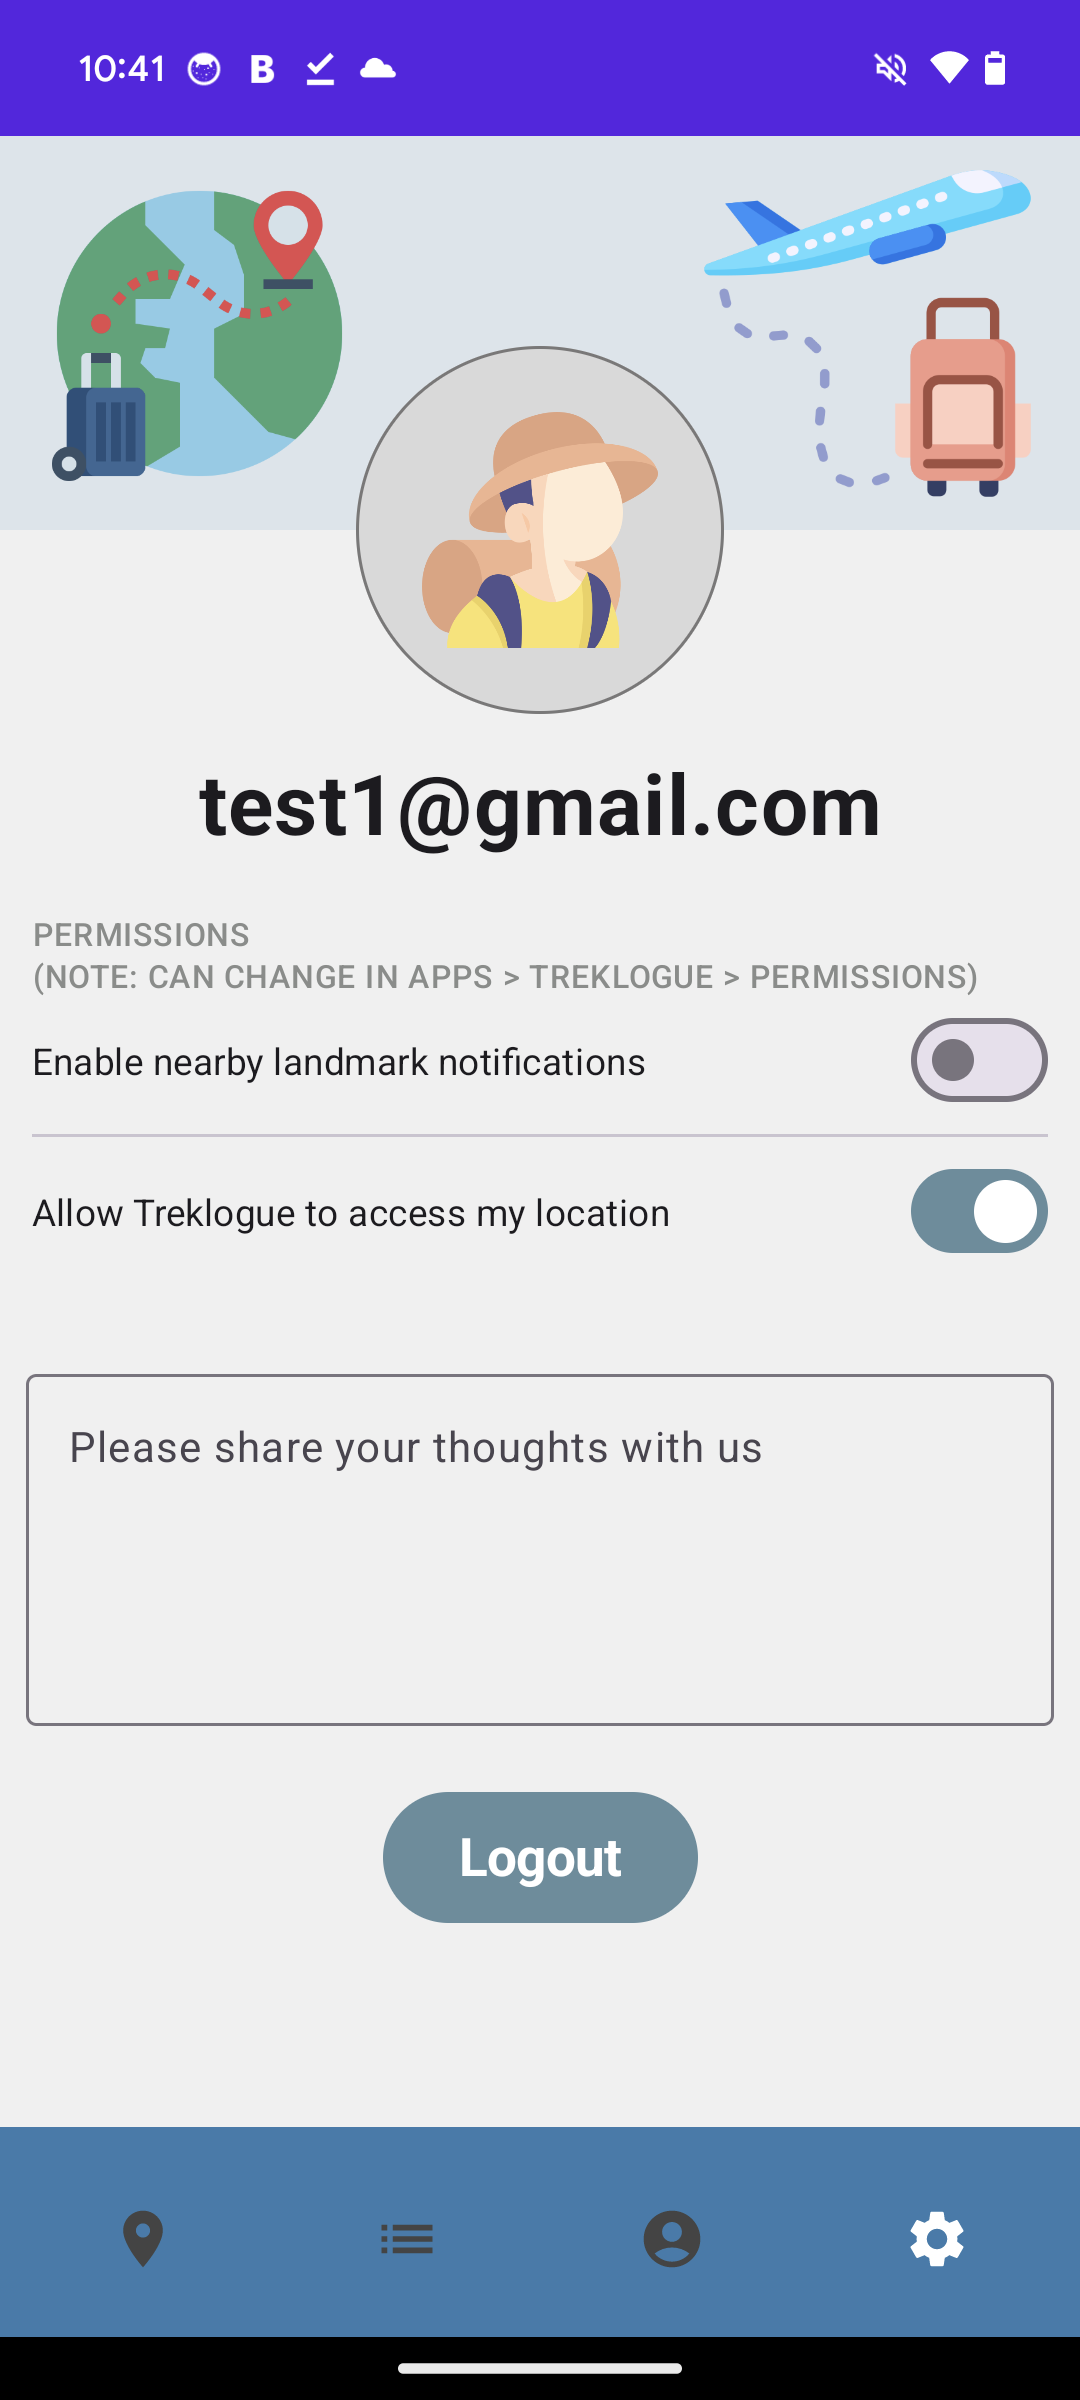 10:41
test1@gmail.com
PERMISSIONS
(NOTE: CAN CHANGE IN APPS > TREKLOGUE > PERMISSIONS)
Enable nearby landmark notifications
Allow Treklogue to access my location
Please share your thoughts with us
Logout